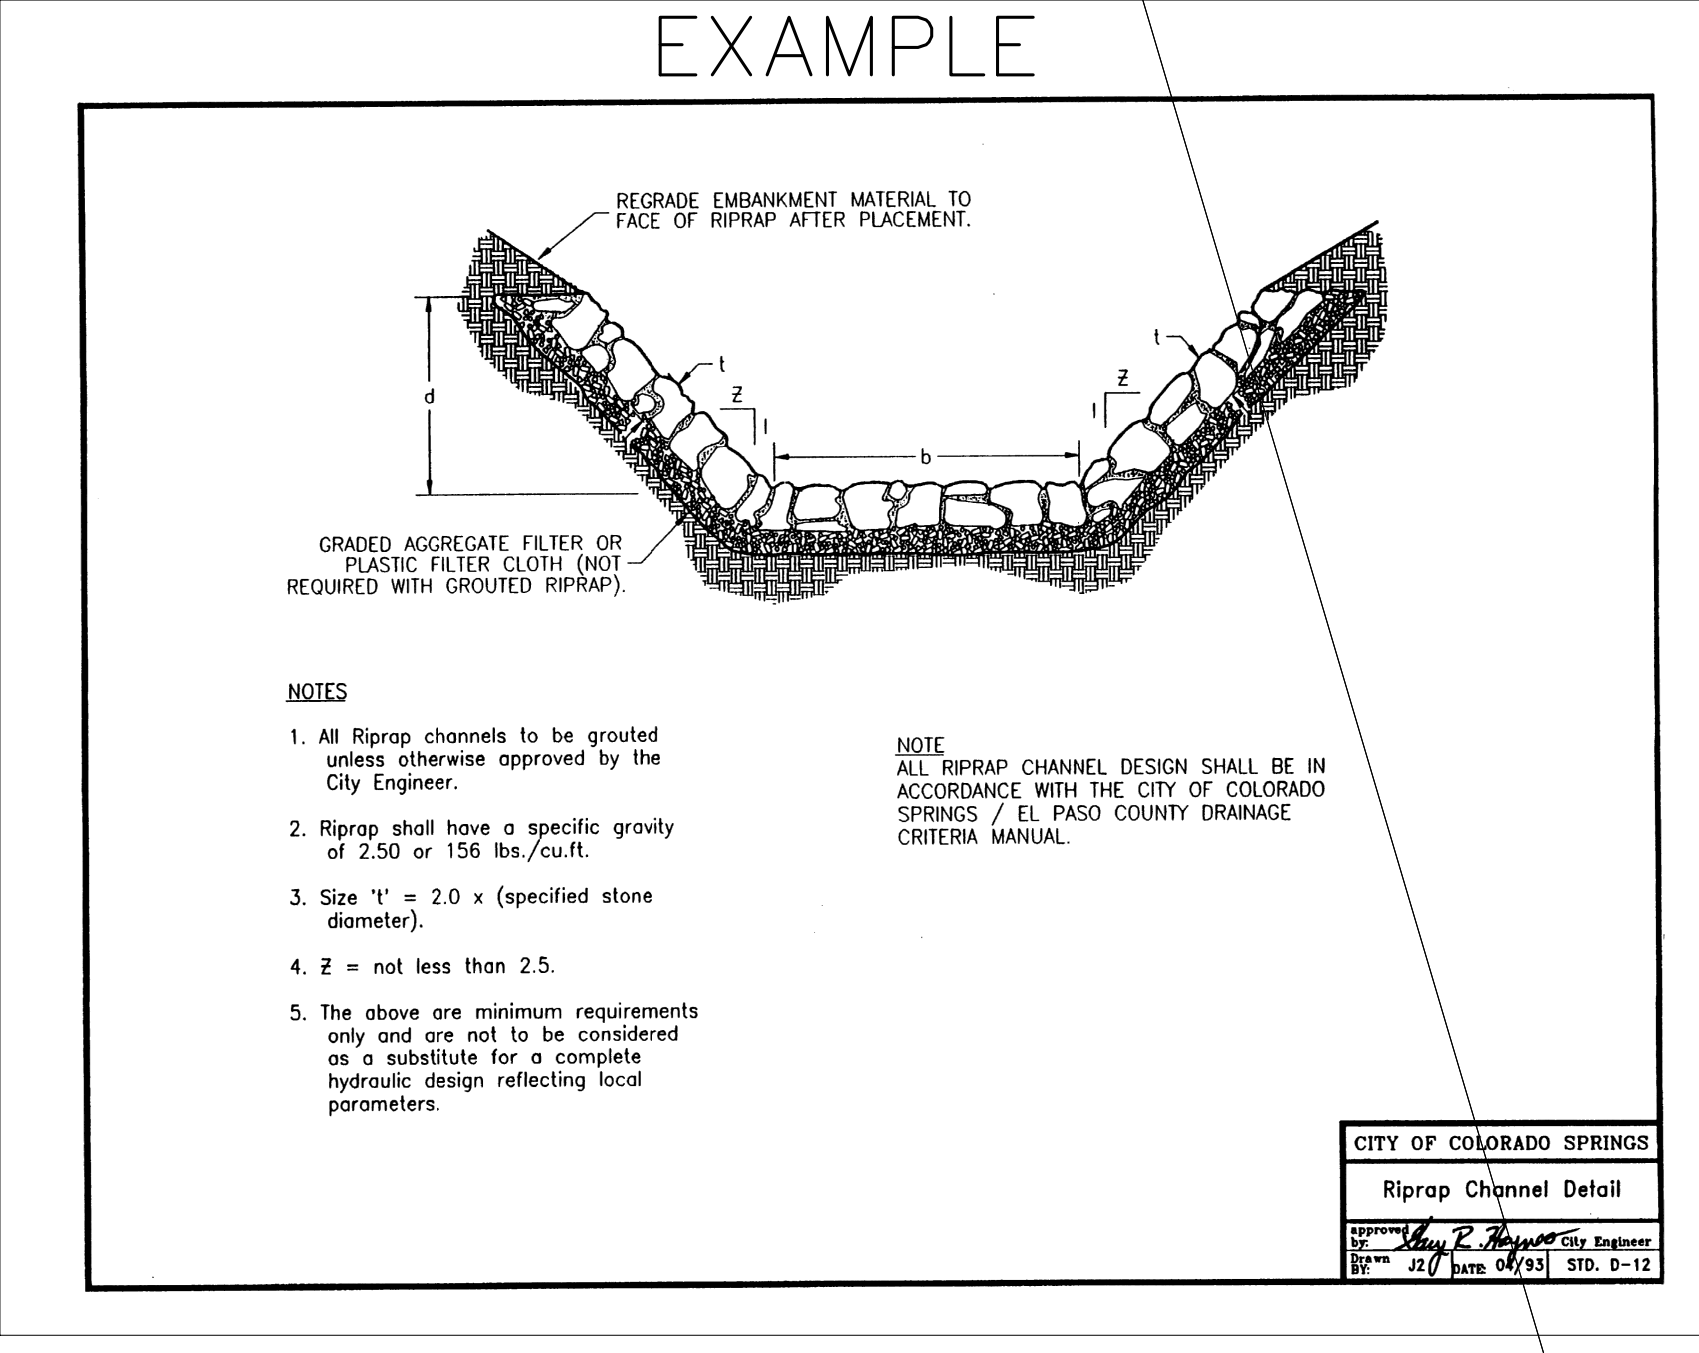 EXAMPLE
REGRADE EMBANKMENT MATERIAL TO
FACE OF RIPRAP AFTER PLACEMENT.
t
t
Z
1
Z
1
d
b
GRADED AGGREGATE FILTER OR
PLASTIC FILTER CLOTH (NOT
REQUIRED WITH GROUTED RIPRAP).
NOTES
1. All Riprap channels to be grouted
unless otherwise approved by the
City Engineer.
2. Riprap shall have a specific gravity
of 2.50 or 156 lbs./cu.ft.
3. Size 't' = 2.0 x (specified stone
diameter).
4. Z = not less than 2.5.
5. The above are minimum requirements
only and are not to be considered
as a substitute for a complete
hydraulic design reflecting local
parameters.
NOTE
ALL RIPRAP CHANNEL DESIGN SHALL BE IN
ACCORDANCE WITH THE CITY OF COLORADO
SPRINGS / EL PASO COUNTY DRAINAGE
CRITERIA MANUAL.
CITY OF COLORADO SPRINGS
Riprap Channel Detail
approved
by: Gary R. Haynes City Engineer
Drawn
BY: J2 DATE: 04/93 STD. D-12